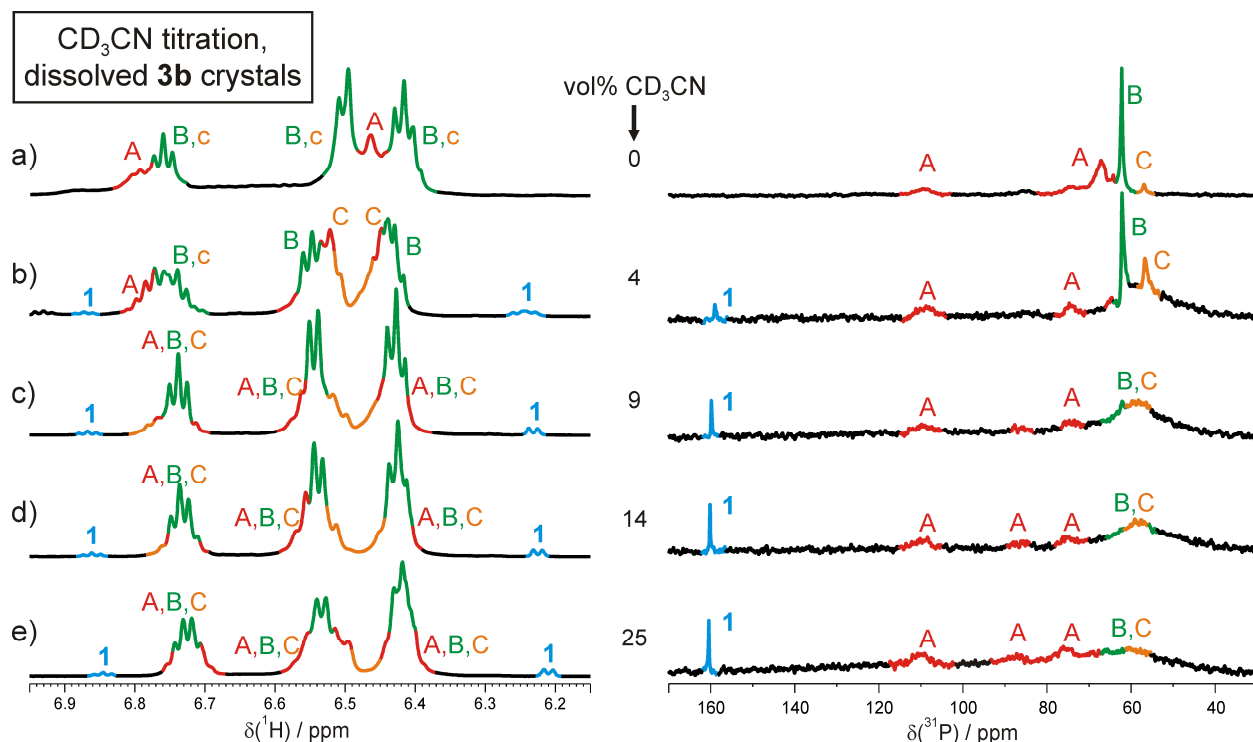 CD₃CN titration,
dissolved 3b crystals
vol% CD₃CN
a)
A
B,c
B,c
A
B,c
0
A
A
B
C
b)
1
A
B,c
B
C
C
B
1
4
1
A
A
B
C
c)
1
A,B,C
A,B,C
A,B,C
1
9
1
A
A
B,C
d)
1
A,B,C
A,B,C
A,B,C
1
14
1
A
A
A
B,C
e)
1
A,B,C
A,B,C
A,B,C
1
25
1
A
A
A
B,C
6.9 6.8 6.7 6.6 6.5 6.4 6.3 6.2
δ(¹H) / ppm
160 140 120 100 80 60 40
δ(³¹P) / ppm